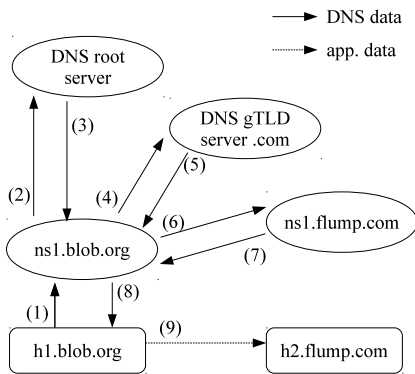 DNS data
app. data
DNS root
server
(3)
DNS gTLD
server .com
(2)
(4)
(5)
(6)
ns1.flump.com
ns1.blob.org
(7)
(1)
(8)
(9)
h1.blob.org
h2.flump.com